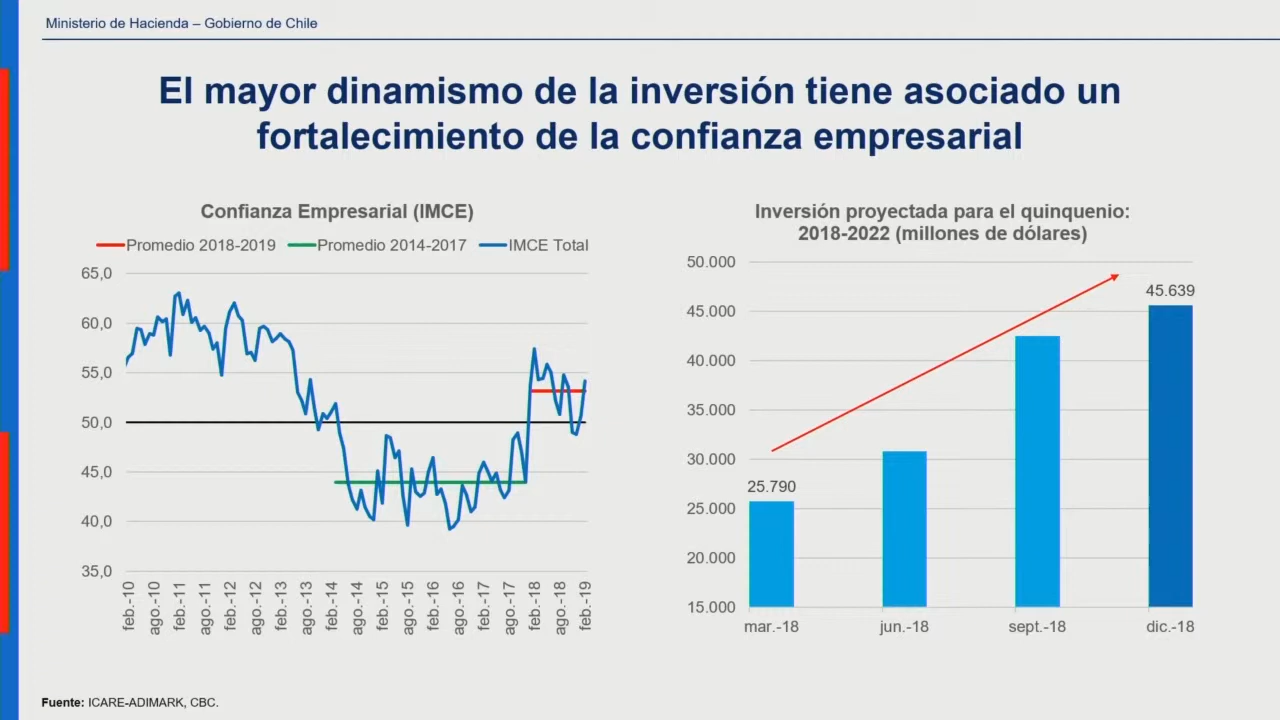 Ministerio de Hacienda – Gobierno de Chile
El mayor dinamismo de la inversión tiene asociado un
fortalecimiento de la confianza empresarial
Confianza Empresarial (IMCE)
Promedio 2018-2019 Promedio 2014-2017 IMCE Total
65,0
60,0
55,0
50,0
45,0
40,0
35,0
feb.-10
ago.-10
feb.-11
ago.-11
feb.-12
ago.-12
feb.-13
ago.-13
feb.-14
ago.-14
feb.-15
ago.-15
feb.-16
ago.-16
feb.-17
ago.-17
feb.-18
ago.-18
feb.-19
Inversión proyectada para el quinquenio:
2018-2022 (millones de dólares)
50.000
45.000
40.000
35.000
30.000
25.000
20.000
15.000
25.790
45.639
mar.-18 jun.-18 sept.-18 dic.-18
Fuente: ICARE-ADIMARK, CBC.